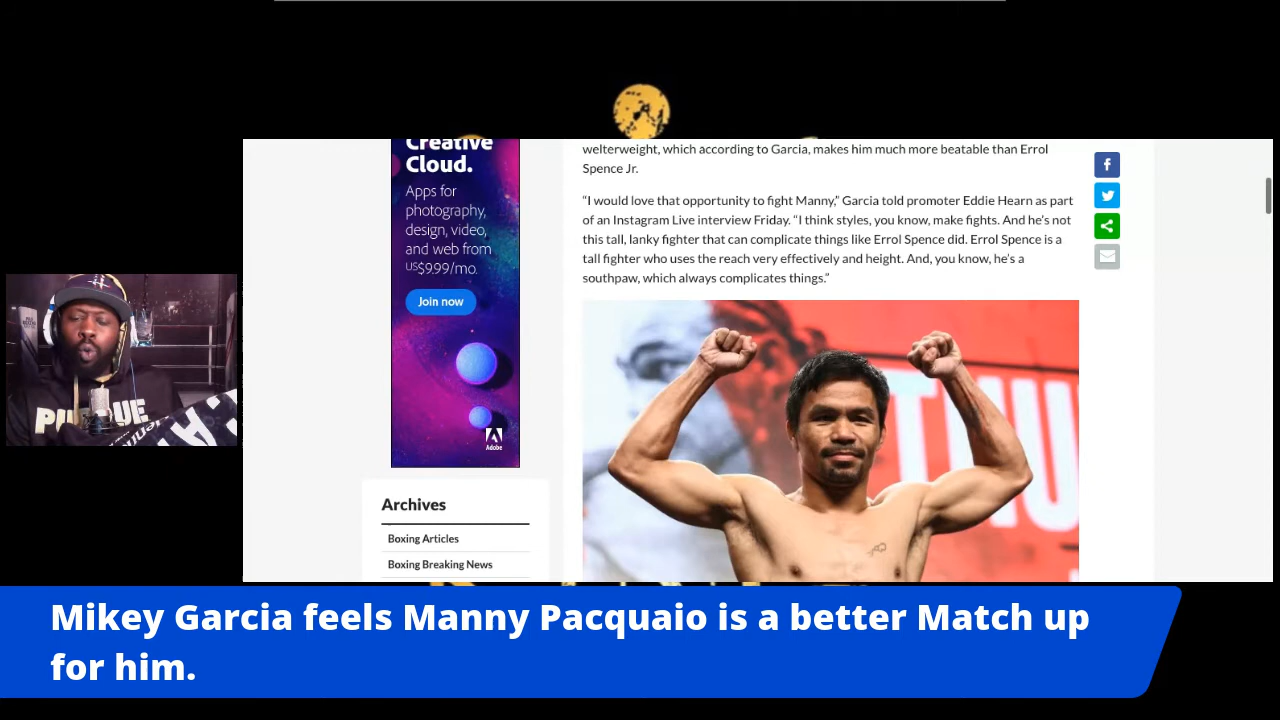 Creative
Cloud.
Apps for
photography,
design, video,
and web from
US$9.99/mo.
Join now
Adobe
Archives
Boxing Articles
Boxing Breaking News
welterweight, which according to Garcia, makes him much more beatable than Errol
Spence Jr.
“I would love that opportunity to fight Manny,” Garcia told promoter Eddie Hearn as part
of an Instagram Live interview Friday. “I think styles, you know, make fights. And he’s not
this tall, lanky fighter that can complicate things like Errol Spence did. Errol Spence is a
tall fighter who uses the reach very effectively and height. And, you know, he’s a
southpaw, which always complicates things.”
Mikey Garcia feels Manny Pacquaio is a better Match up
for him.